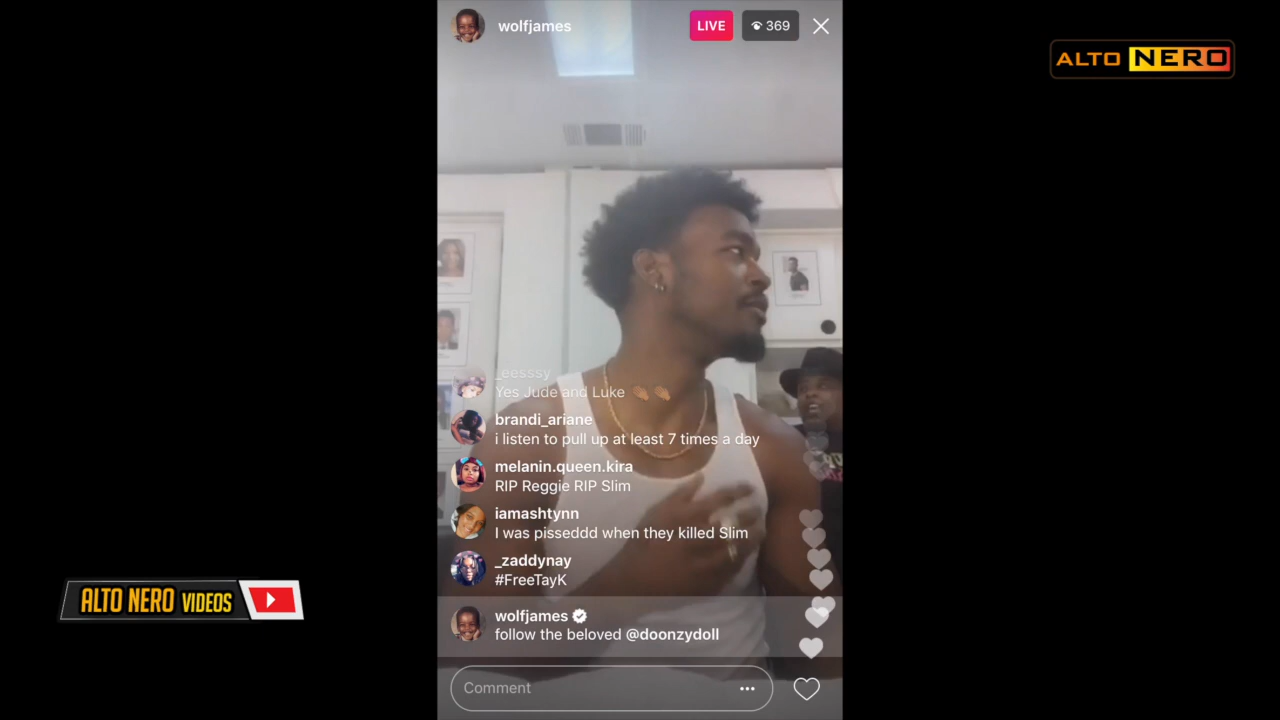 wolfjames
LIVE
369
ALTO NERO
_eesssy
Yes Jude and Luke 👏🏾👏🏾
brandi_ariane
i listen to pull up at least 7 times a day
melanin.queen.kira
RIP Reggie RIP Slim
iamashtynn
I was pisseddd when they killed Slim
_zaddynay
#FreeTayK
ALTO NERO VIDEOS
wolfjames
follow the beloved @doonzydoll
Comment